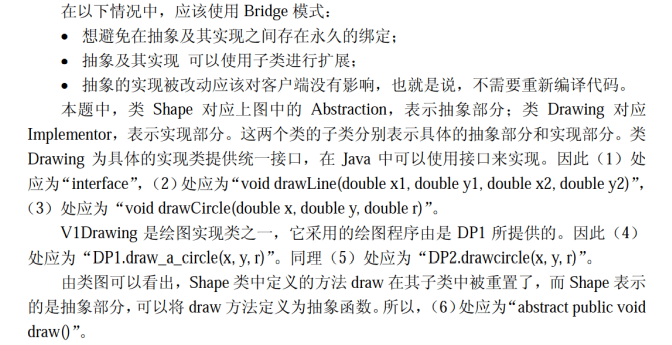 在以下情况中，应该使用 Bridge 模式：
● 想避免在抽象及其实现之间存在永久的绑定；
● 抽象及其实现 可以使用子类进行扩展；
● 抽象的实现被改动应该对客户端没有影响，也就是说，不需要重新编译代码。
本题中，类 Shape 对应上图中的 Abstraction，表示抽象部分；类 Drawing 对应
Implementor，表示实现部分。这两个类的子类分别表示具体的抽象部分和实现部分。类
Drawing 为具体的实现类提供统一接口，在 Java 中可以使用接口来实现。因此（1）处
应为“interface”，（2）处应为“void drawLine(double x1, double y1, double x2, double y2)”，
（3）处应为 “void drawCircle(double x, double y, double r)”。
V1Drawing 是绘图实现类之一，它采用的绘图程序由是 DP1 所提供的。因此（4）
处应为“DP1.draw_a_circle(x, y, r)”。同理（5）处应为“DP2.drawcircle(x, y, r)”。
由类图可以看出，Shape 类中定义的方法 draw 在其子类中被重置了，而 Shape 表示
的是抽象部分，可以将 draw 方法定义为抽象函数。所以，（6）处应为“abstract public void
draw()”。